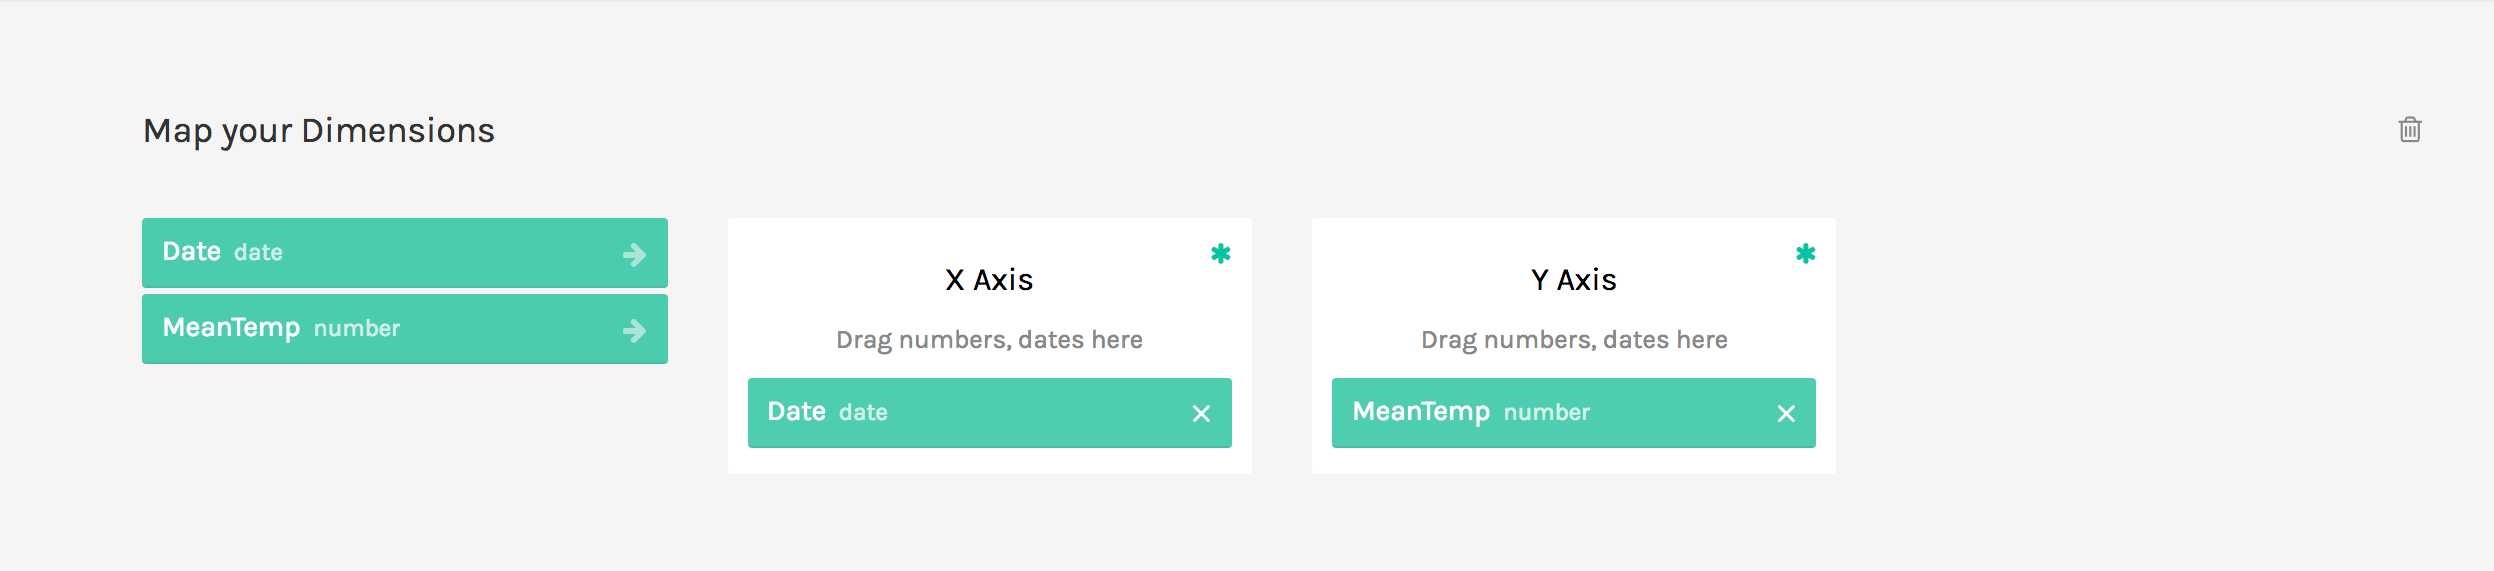 Map your Dimensions
Date date
MeanTemp number
X Axis
Drag numbers, dates here
Date date
Y Axis
Drag numbers, dates here
MeanTemp number